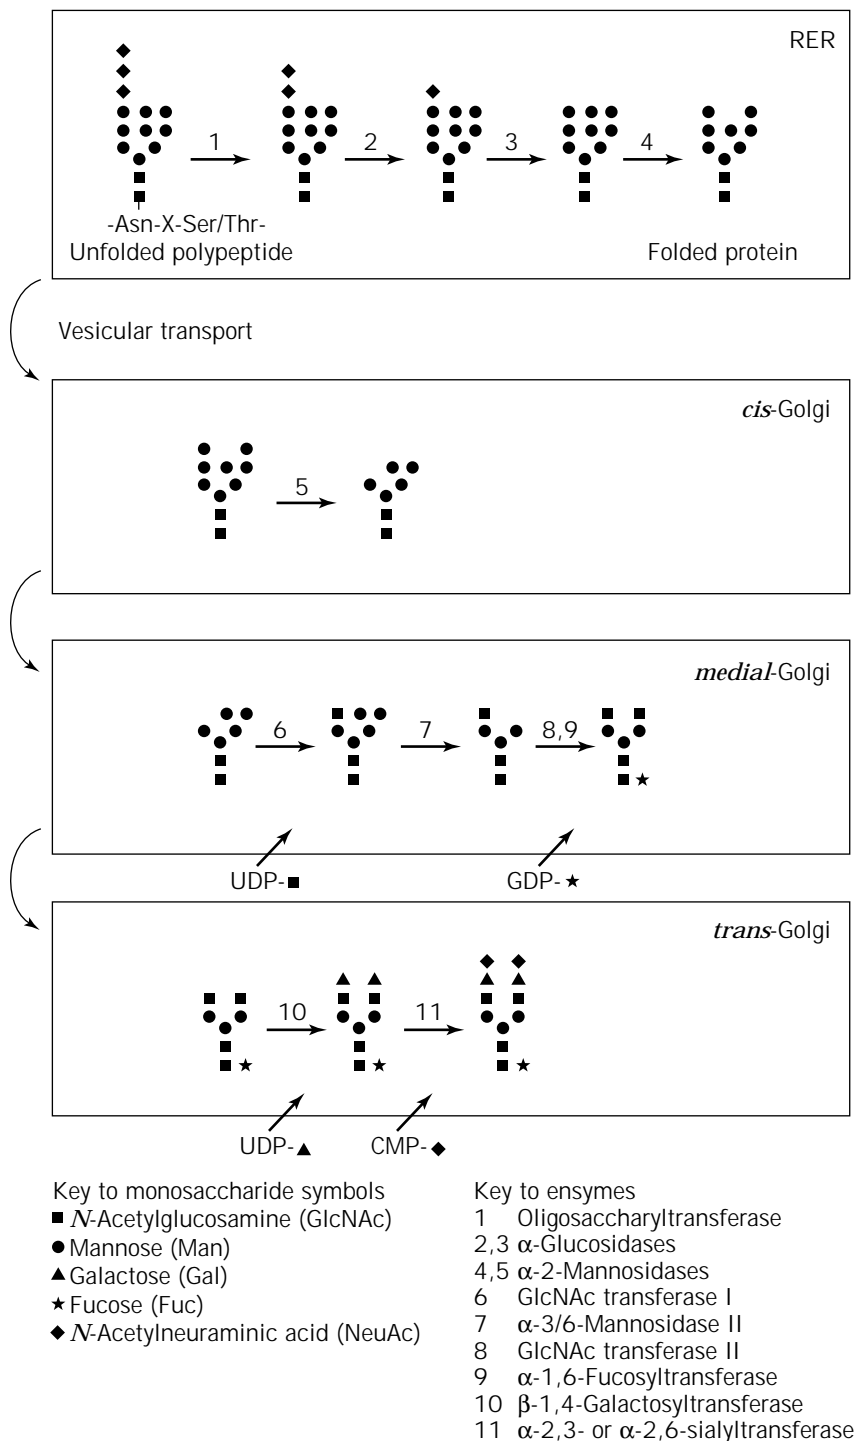 RER
1
2
3
4
-Asn-X-Ser/Thr-
Unfolded polypeptide
Folded protein
Vesicular transport
cis-Golgi
5
medial-Golgi
6
7
8,9
UDP-■
GDP-★
trans-Golgi
10
11
UDP-▲
CMP-◆
Key to monosaccharide symbols
■ N-Acetylglucosamine (GlcNAc)
● Mannose (Man)
▲ Galactose (Gal)
★ Fucose (Fuc)
◆ N-Acetylneuraminic acid (NeuAc)
Key to ensymes
1 Oligosaccharyltransferase
2,3 α-Glucosidases
4,5 α-2-Mannosidases
6 GlcNAc transferase I
7 α-3/6-Mannosidase II
8 GlcNAc transferase II
9 α-1,6-Fucosyltransferase
10 β-1,4-Galactosyltransferase
11 α-2,3- or α-2,6-sialyltransferase